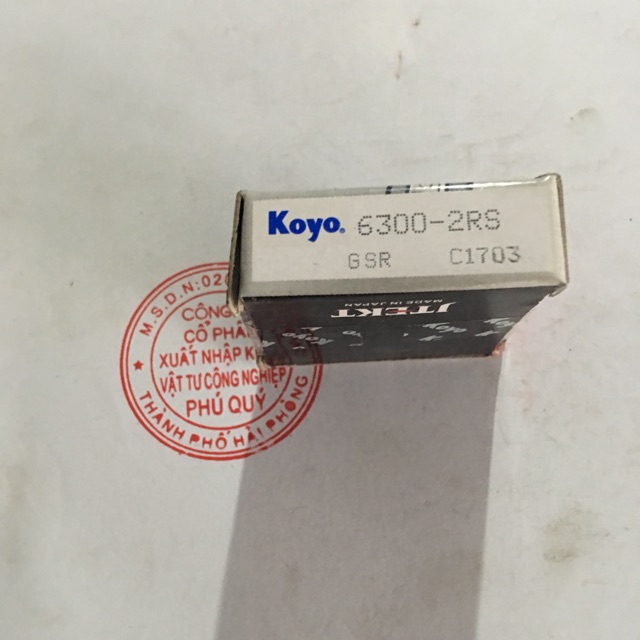 Koyo. 6300-2RS
GSR C1703
JTEKT
MADE IN JAPAN
M.S.D.N:020
CÔNG
CỔ PHẦ
XUẤT NHẬP K
VẬT TƯ CÔNG NGHIỆP
PHÚ QUÝ
THÀNH PHỐ HẢI PHÒNG